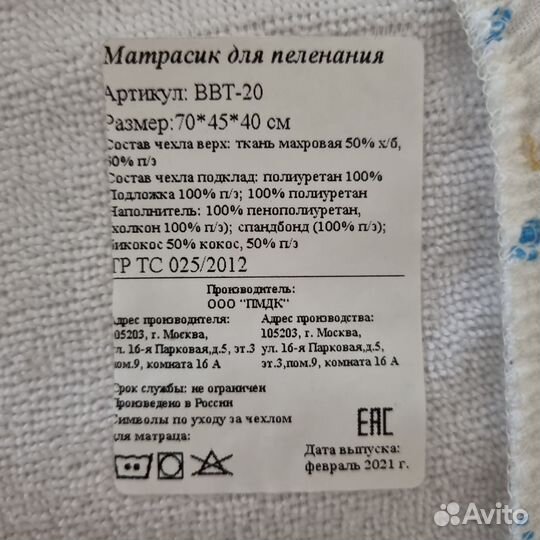 Матрасик для пеленания
Артикул: ВВТ-20
Размер:70*45*40 см
Состав чехла верх: ткань махровая 50% х/б,
50% п/э
Состав чехла подклад: полиуретан 100%
Подложка 100% п/э; 100% полиуретан
Наполнитель: 100% пенополиуретан,
(холкон 100% п/э); спандбонд (100% п/э);
бикокос 50% кокос, 50% п/э
ТР ТС 025/2012
Производитель:
ООО "ПМДК"
Адрес производителя: Адрес производства:
105203, г. Москва, 105203, г. Москва,
ул. 16-я Парковая,д.5, эт.3 ул. 16-я Парковая,д.5,
пом.9, комната 16 А эт.3,пом.9, комната 16 А
Срок службы: не ограничен
Произведено в России
Символы по уходу за чехлом
для матраца:
ЕАС
Дата выпуска:
февраль 2021 г.
Avito